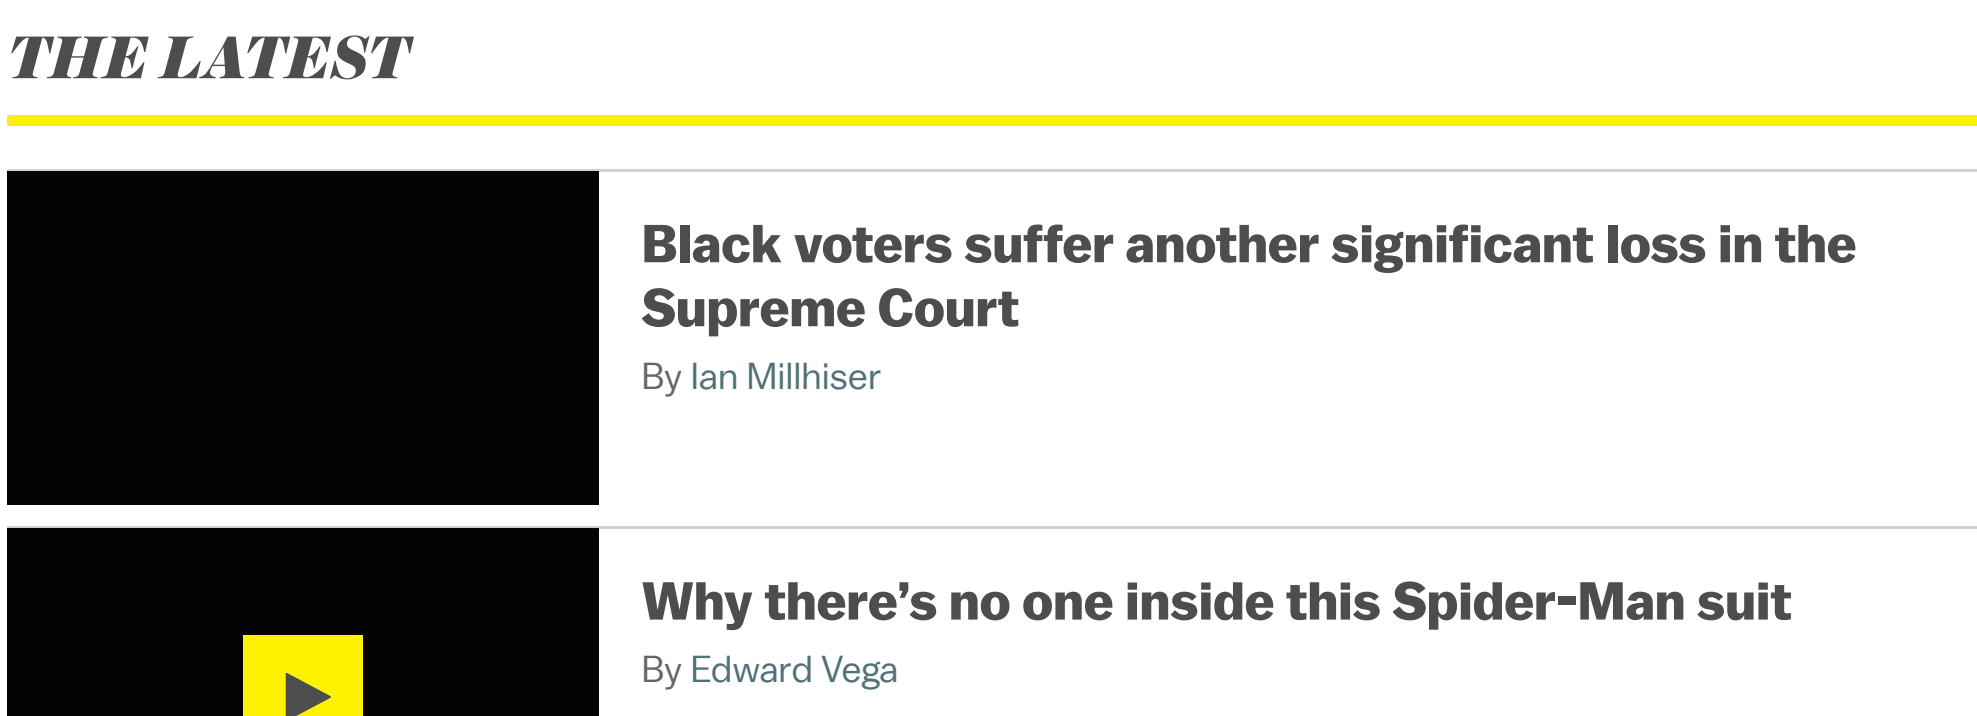 THE LATEST
Black voters suffer another significant loss in the
Supreme Court
By Ian Millhiser
Why there’s no one inside this Spider-Man suit
By Edward Vega